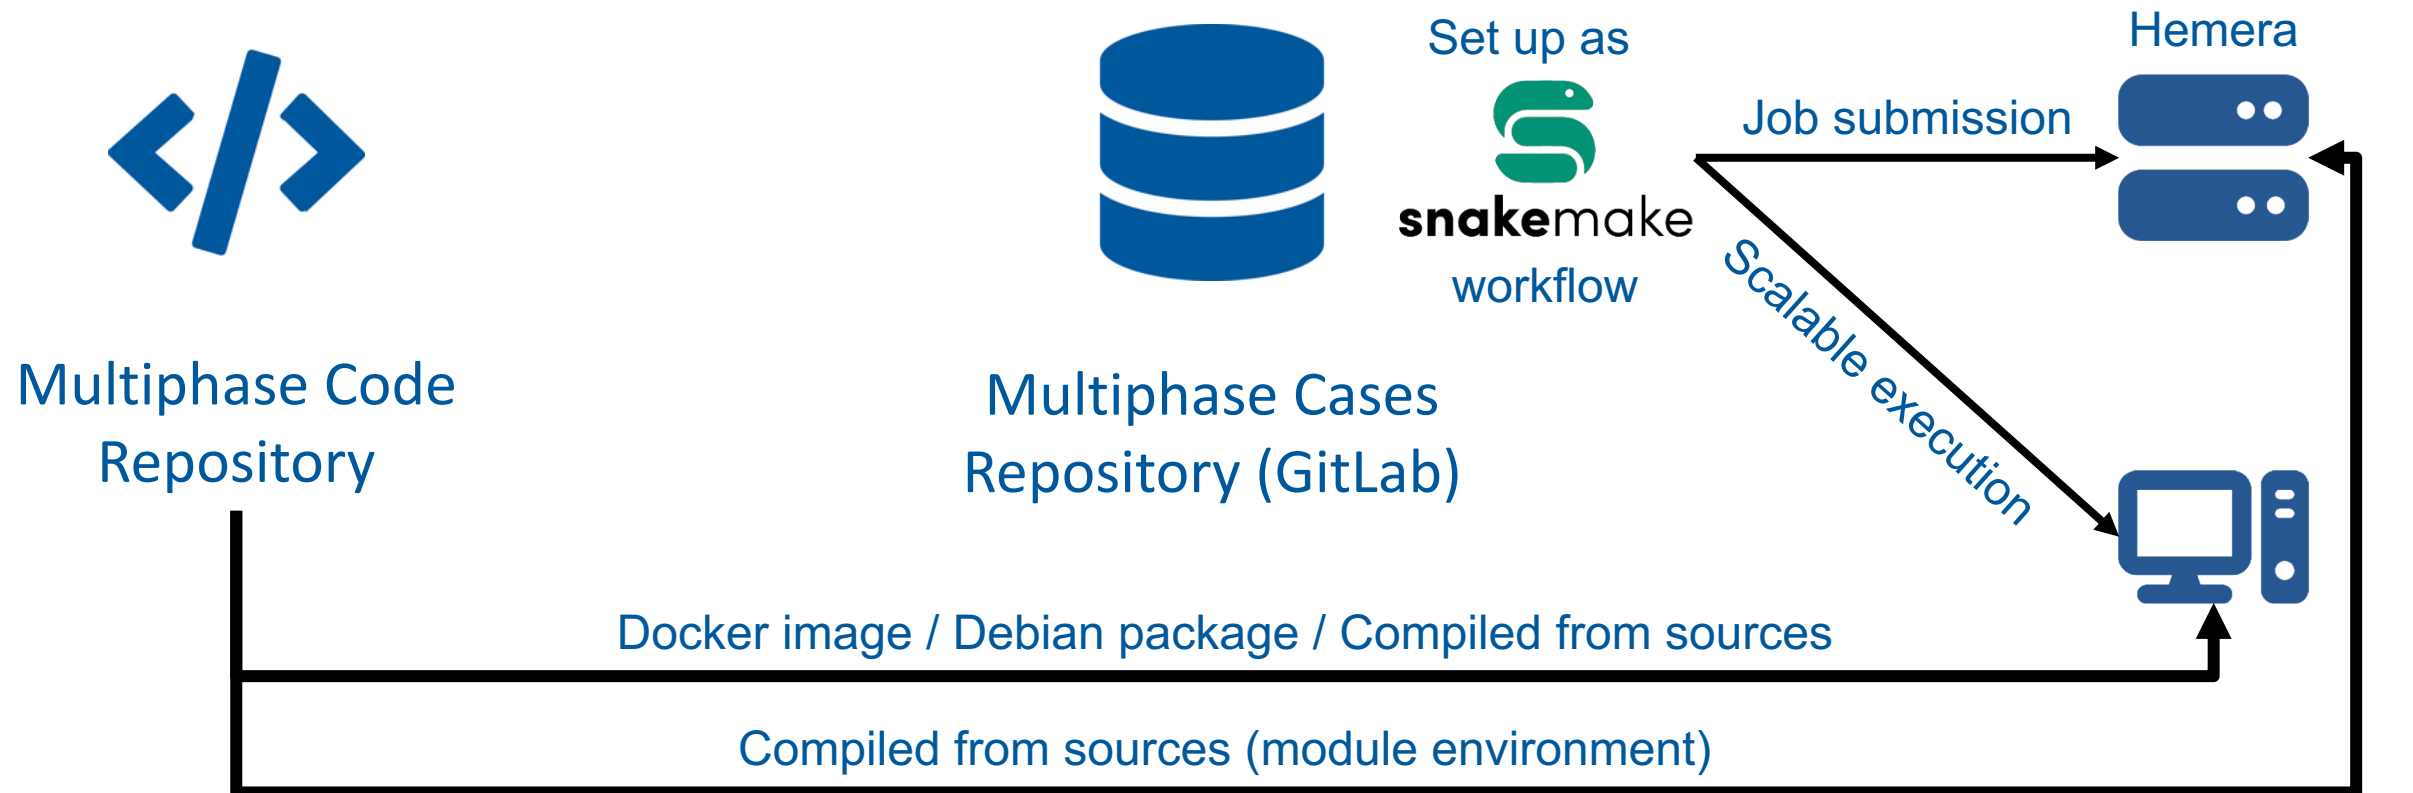 Multiphase Code
Repository
Multiphase Cases
Repository (GitLab)
Set up as
snakemake
workflow
Job submission
Hemera
Scalable execution
Docker image / Debian package / Compiled from sources
Compiled from sources (module environment)